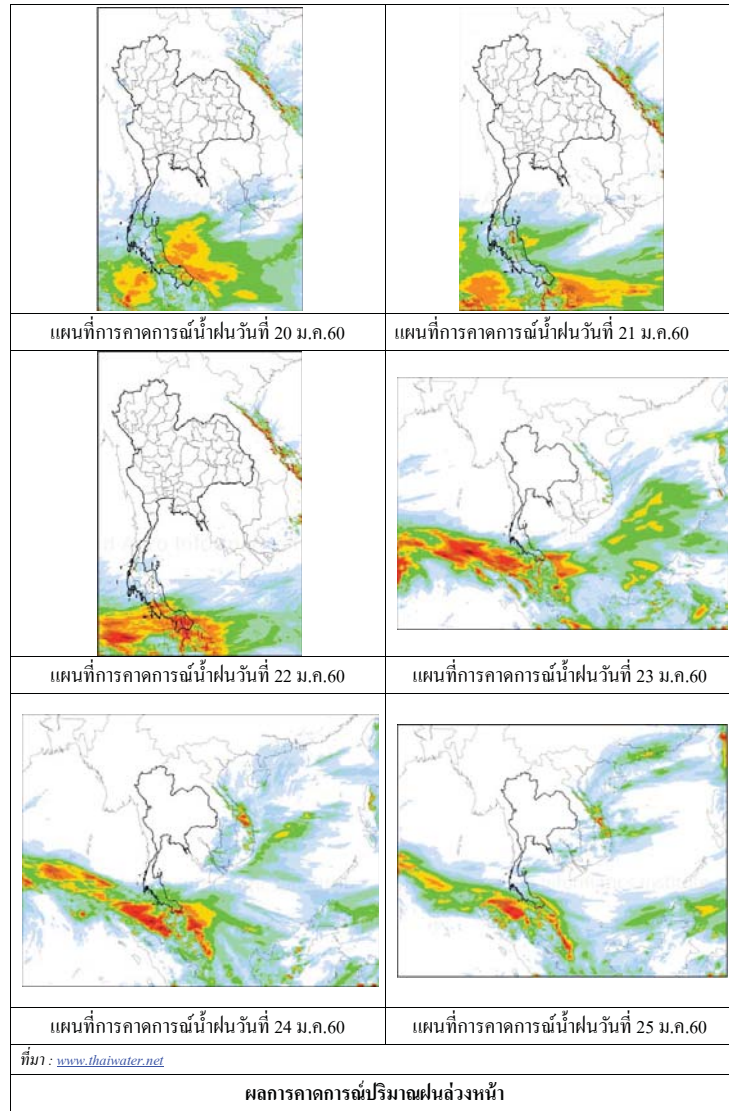 แผนที่การคาดการณ์น้ำฝนวันที่ 20 ม.ค.60
แผนที่การคาดการณ์น้ำฝนวันที่ 21 ม.ค.60
แผนที่การคาดการณ์น้ำฝนวันที่ 22 ม.ค.60
แผนที่การคาดการณ์น้ำฝนวันที่ 23 ม.ค.60
แผนที่การคาดการณ์น้ำฝนวันที่ 24 ม.ค.60
แผนที่การคาดการณ์น้ำฝนวันที่ 25 ม.ค.60
ที่มา : www.thaiwater.net
ผลการคาดการณ์ปริมาณฝนล่วงหน้า